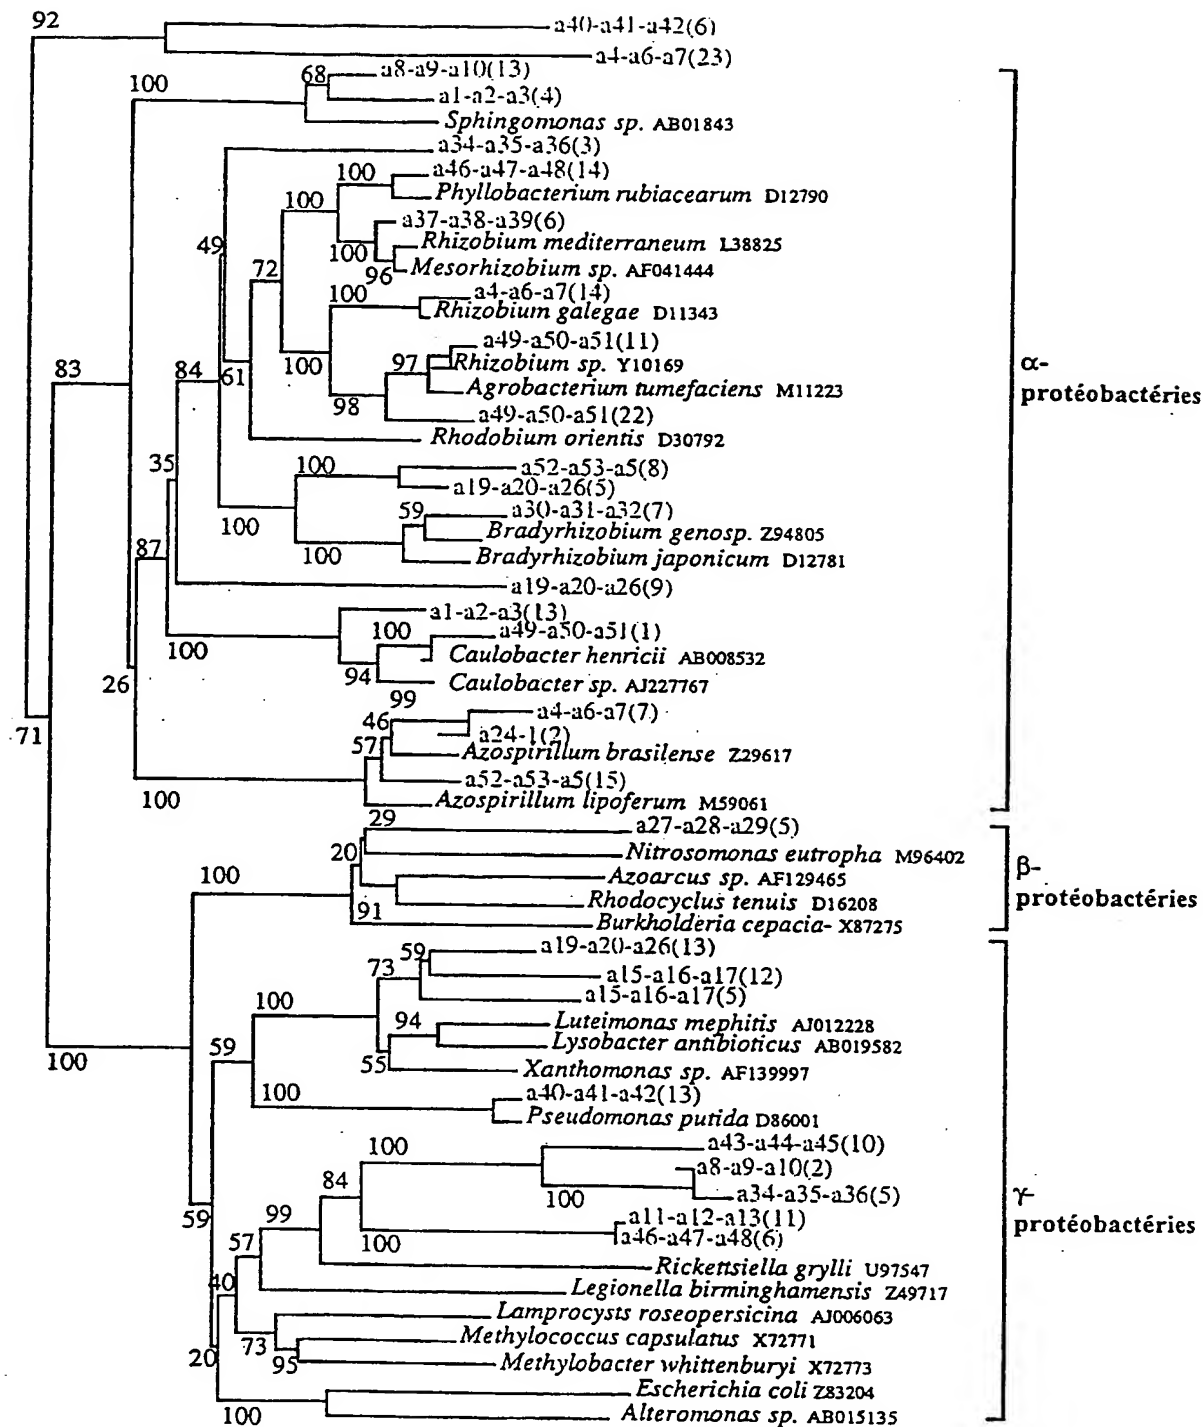 92
a40-a41-a42(6)
a4-a6-a7(23)
68
a8-a9-a10(13)
100
a1-a2-a3(4)
Sphingomonas sp. AB01843
a34-a35-a36(3)
100
a46-a47-a48(14)
Phyllobacterium rubiacearum D12790
100
a37-a38-a39(6)
49
100
Rhizobium mediterraneum L38825
72
96
Mesorhizobium sp. AF041444
100
a4-a6-a7(14)
Rhizobium galegae D11343
a49-a50-a51(11)
83
84
61
100
97
Rhizobium sp. Y10169
α-
protéobactéries
Agrobacterium tumefaciens M11223
98
a49-a50-a51(22)
Rhodobium orientis D30792
35
100
a52-a53-a5(8)
a19-a20-a26(5)
100
59
a30-a31-a32(7)
Bradyrhizobium genosp. Z94805
87
100
Bradyrhizobium japonicum D12781
a19-a20-a26(9)
a1-a2-a3(13)
100
100
a49-a50-a51(1)
Caulobacter henricii AB008532
26
94
Caulobacter sp. AJ227767
99
71
46
a4-a6-a7(7)
a24-1(2)
57
Azospirillum brasilense Z29617
a52-a53-a5(15)
100
Azospirillum lipoferum M59061
29
a27-a28-a29(5)
20
Nitrosomonas eutropha M96402
100
Azoarcus sp. AF129465
β-
protéobactéries
Rhodocyclus tenuis D16208
91
Burkholderia cepacia- X87275
59
a19-a20-a26(13)
73
a15-a16-a17(12)
100
a15-a16-a17(5)
94
Luteimonas mephitis AJ012228
100
59
Lysobacter antibioticus AB019582
55
Xanthomonas sp. AF139997
100
a40-a41-a42(13)
Pseudomonas putida D86001
100
a43-a44-a45(10)
84
a8-a9-a10(2)
100
a34-a35-a36(5)
γ-
protéobactéries
59
99
a11-a12-a13(11)
57
100
a46-a47-a48(6)
Rickettsiella grylli U97547
40
Legionella birminghamensis Z49717
Lamprocysts roseopersicina AJ006063
73
Methylococcus capsulatus X72771
20
95
Methylobacter whittenburyi X72773
Escherichia coli Z83204
100
Alteromonas sp. AB015135